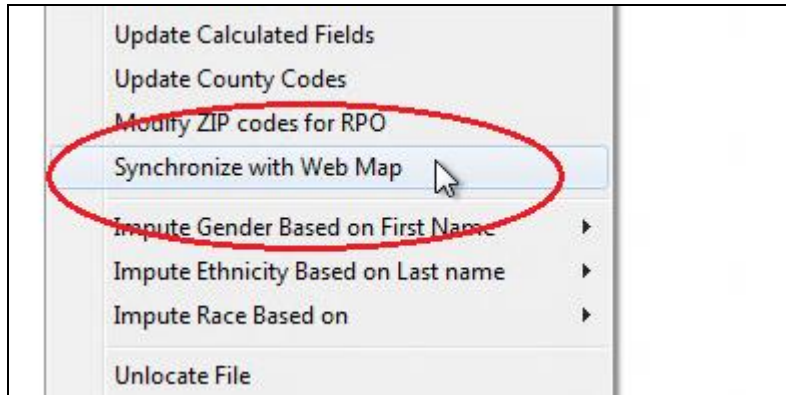 Update Calculated Fields
Update County Codes
Modify ZIP codes for RPO
Synchronize with Web Map
Impute Gender Based on First Name
Impute Ethnicity Based on Last name
Impute Race Based on
Unlocate File